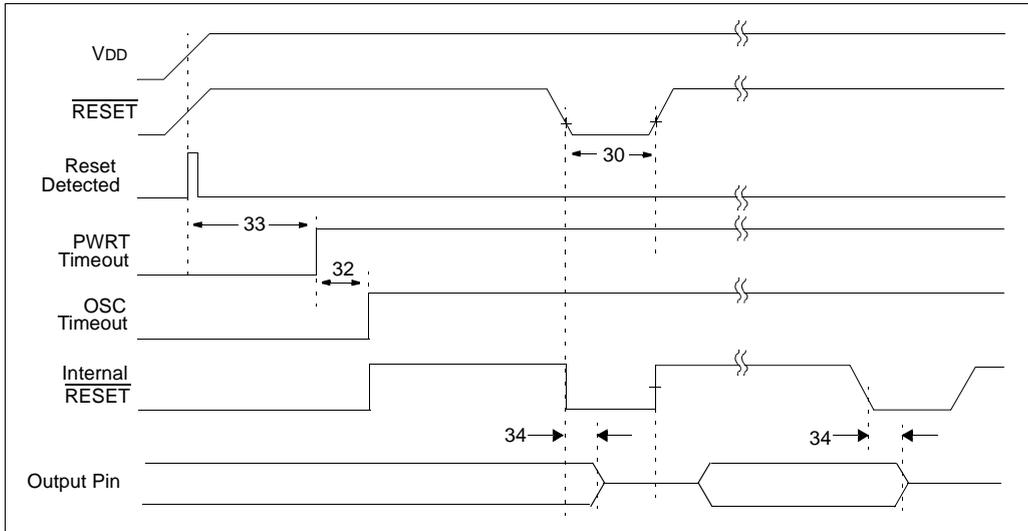 VDD
RESET
30
Reset
Detected
33
PWRT
Timeout
32
OSC
Timeout
Internal
RESET
34
34
Output Pin